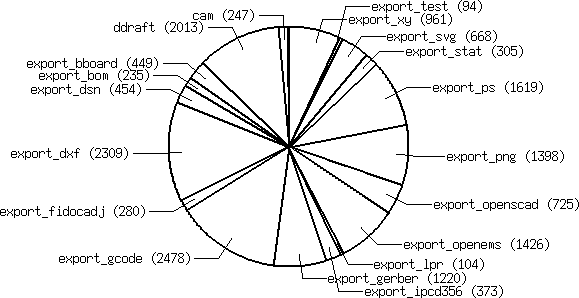 cam (247)
export_test (94)
export_xy (961)
ddraft (2013)
export_svg (668)
export_stat (305)
export_bboard (449)
export_bom (235)
export_dsn (454)
export_ps (1619)
export_dxf (2309)
export_png (1398)
export_fidocadj (280)
export_openscad (725)
export_openems (1426)
export_gcode (2478)
export_lpr (104)
export_gerber (1220)
export_ipcd356 (373)